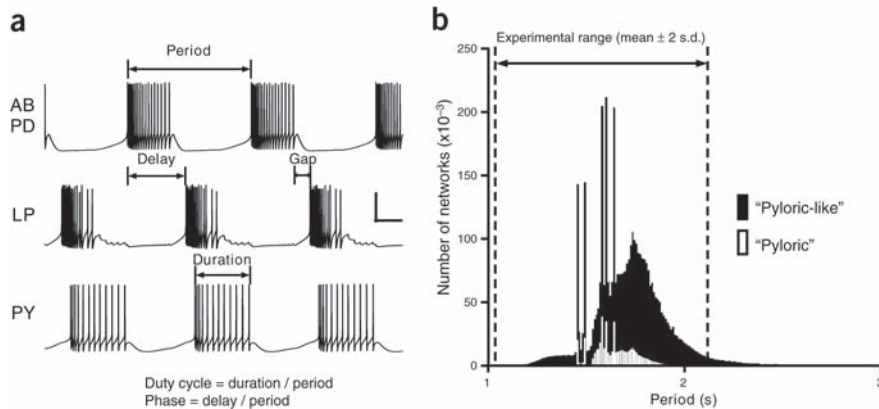 a
Period
AB
PD
Delay
Gap
LP
Duration
PY
Duty cycle = duration / period
Phase = delay / period
b
Experimental range (mean ± 2 s.d.)
250
200
150
100
50
0
Number of networks (x10⁻³)
"Pyloric-like"
"Pyloric"
1
2
3
Period (s)